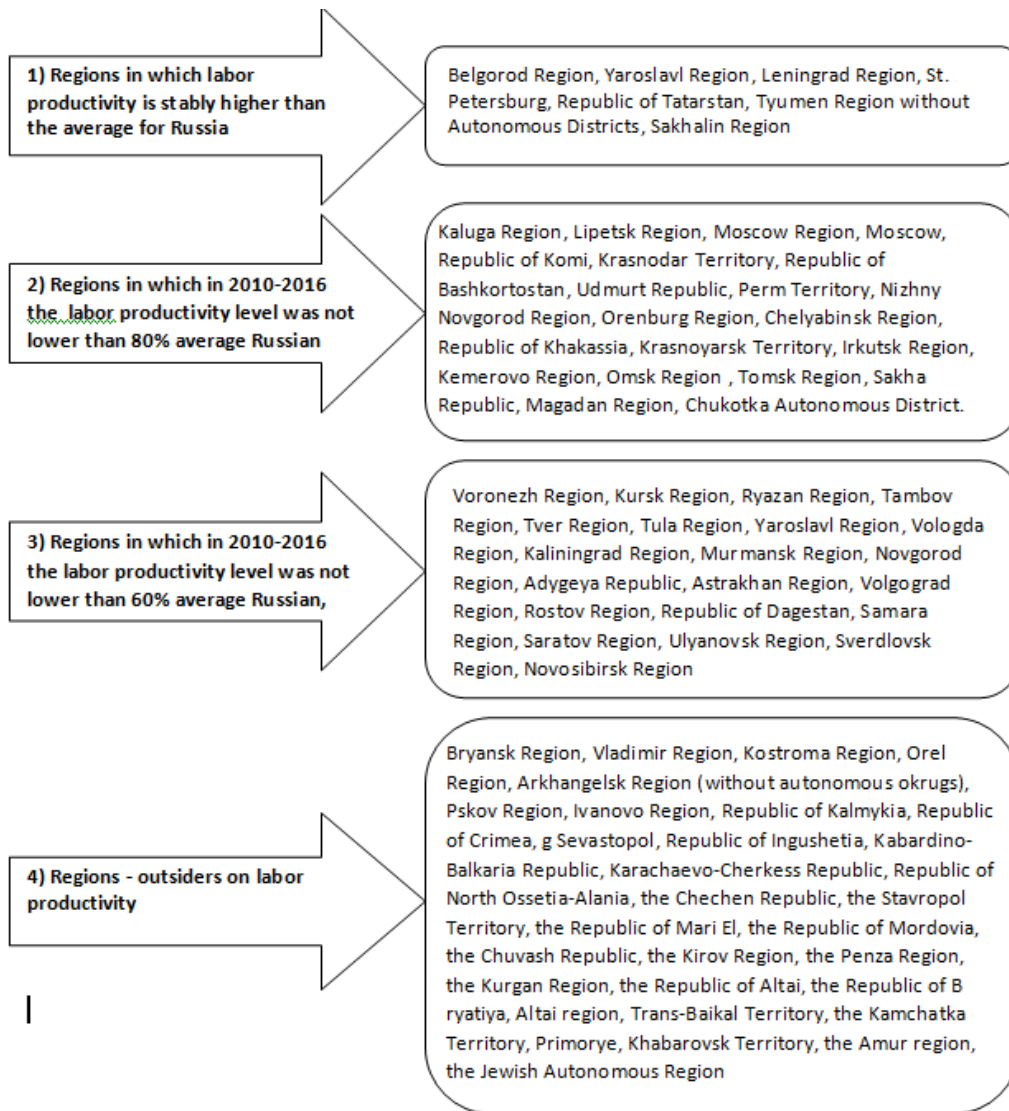 1) Regions in which labor
productivity is stably higher than
the average for Russia
Belgorod Region, Yaroslavl Region, Leningrad Region, St.
Petersburg, Republic of Tatarstan, Tyumen Region without
Autonomous Districts, Sakhalin Region
2) Regions in which in 2010-2016
the labor productivity level was not
lower than 80% average Russian
Kaluga Region, Lipetsk Region, Moscow Region, Moscow,
Republic of Komi, Krasnodar Territory, Republic of
Bashkortostan, Udmurt Republic, Perm Territory, Nizhny
Novgorod Region, Orenburg Region, Chelyabinsk Region,
Republic of Khakassia, Krasnoyarsk Territory, Irkutsk Region,
Kemerovo Region, Omsk Region , Tomsk Region, Sakha
Republic, Magadan Region, Chukotka Autonomous District.
3) Regions in which in 2010-2016
the labor productivity level was not
lower than 60% average Russian,
Voronezh Region, Kursk Region, Ryazan Region, Tambov
Region, Tver Region, Tula Region, Yaroslavl Region, Vologda
Region, Kaliningrad Region, Murmansk Region, Novgorod
Region, Adygeya Republic, Astrakhan Region, Volgograd
Region, Rostov Region, Republic of Dagestan, Samara
Region, Saratov Region, Ulyanovsk Region, Sverdlovsk
Region, Novosibirsk Region
4) Regions - outsiders on labor
productivity
Bryansk Region, Vladimir Region, Kostroma Region, Orel
Region, Arkhangelsk Region (without autonomous okrugs),
Pskov Region, Ivanovo Region, Republic of Kalmykia, Republic
of Crimea, g Sevastopol, Republic of Ingushetia, Kabardino-
Balkaria Republic, Karachaevo-Cherkess Republic, Republic of
North Ossetia-Alania, the Chechen Republic, the Stavropol
Territory, the Republic of Mari El, the Republic of Mordovia,
the Chuvash Republic, the Kirov Region, the Penza Region,
the Kurgan Region, the Republic of Altai, the Republic of B
ryatiya, Altai region, Trans-Baikal Territory, the Kamchatka
Territory, Primorye, Khabarovsk Territory, the Amur region,
the Jewish Autonomous Region